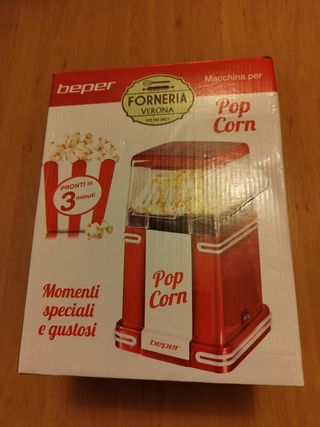 beper
Macchina per
FORNERIA
VERONA
Pop
Corn
PRONTI in
3 minuti
Pop
Corn
Momenti
speciali
e gustosi
beper